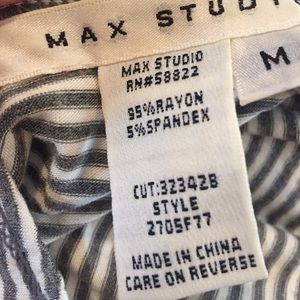 MAX STUDI
M
MAX STUDIO
RN#58822
95%RAYON
5%SPANDEX
CUT:32342B
STYLE
2705F77
MADE IN CHINA
CARE ON REVERSE